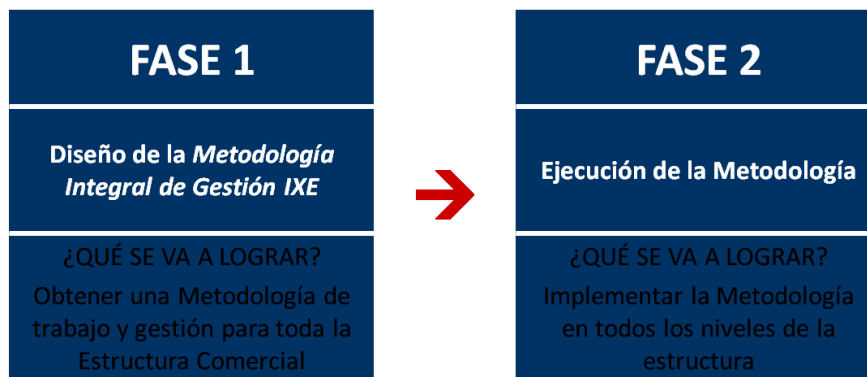 FASE 1
Diseño de la Metodología
Integral de Gestión IXE
¿QUÉ SE VA A LOGRAR?
Obtener una Metodología de
trabajo y gestión para toda la
Estructura Comercial
FASE 2
Ejecución de la Metodología
¿QUÉ SE VA A LOGRAR?
Implementar la Metodología
en todos los niveles de la
estructura